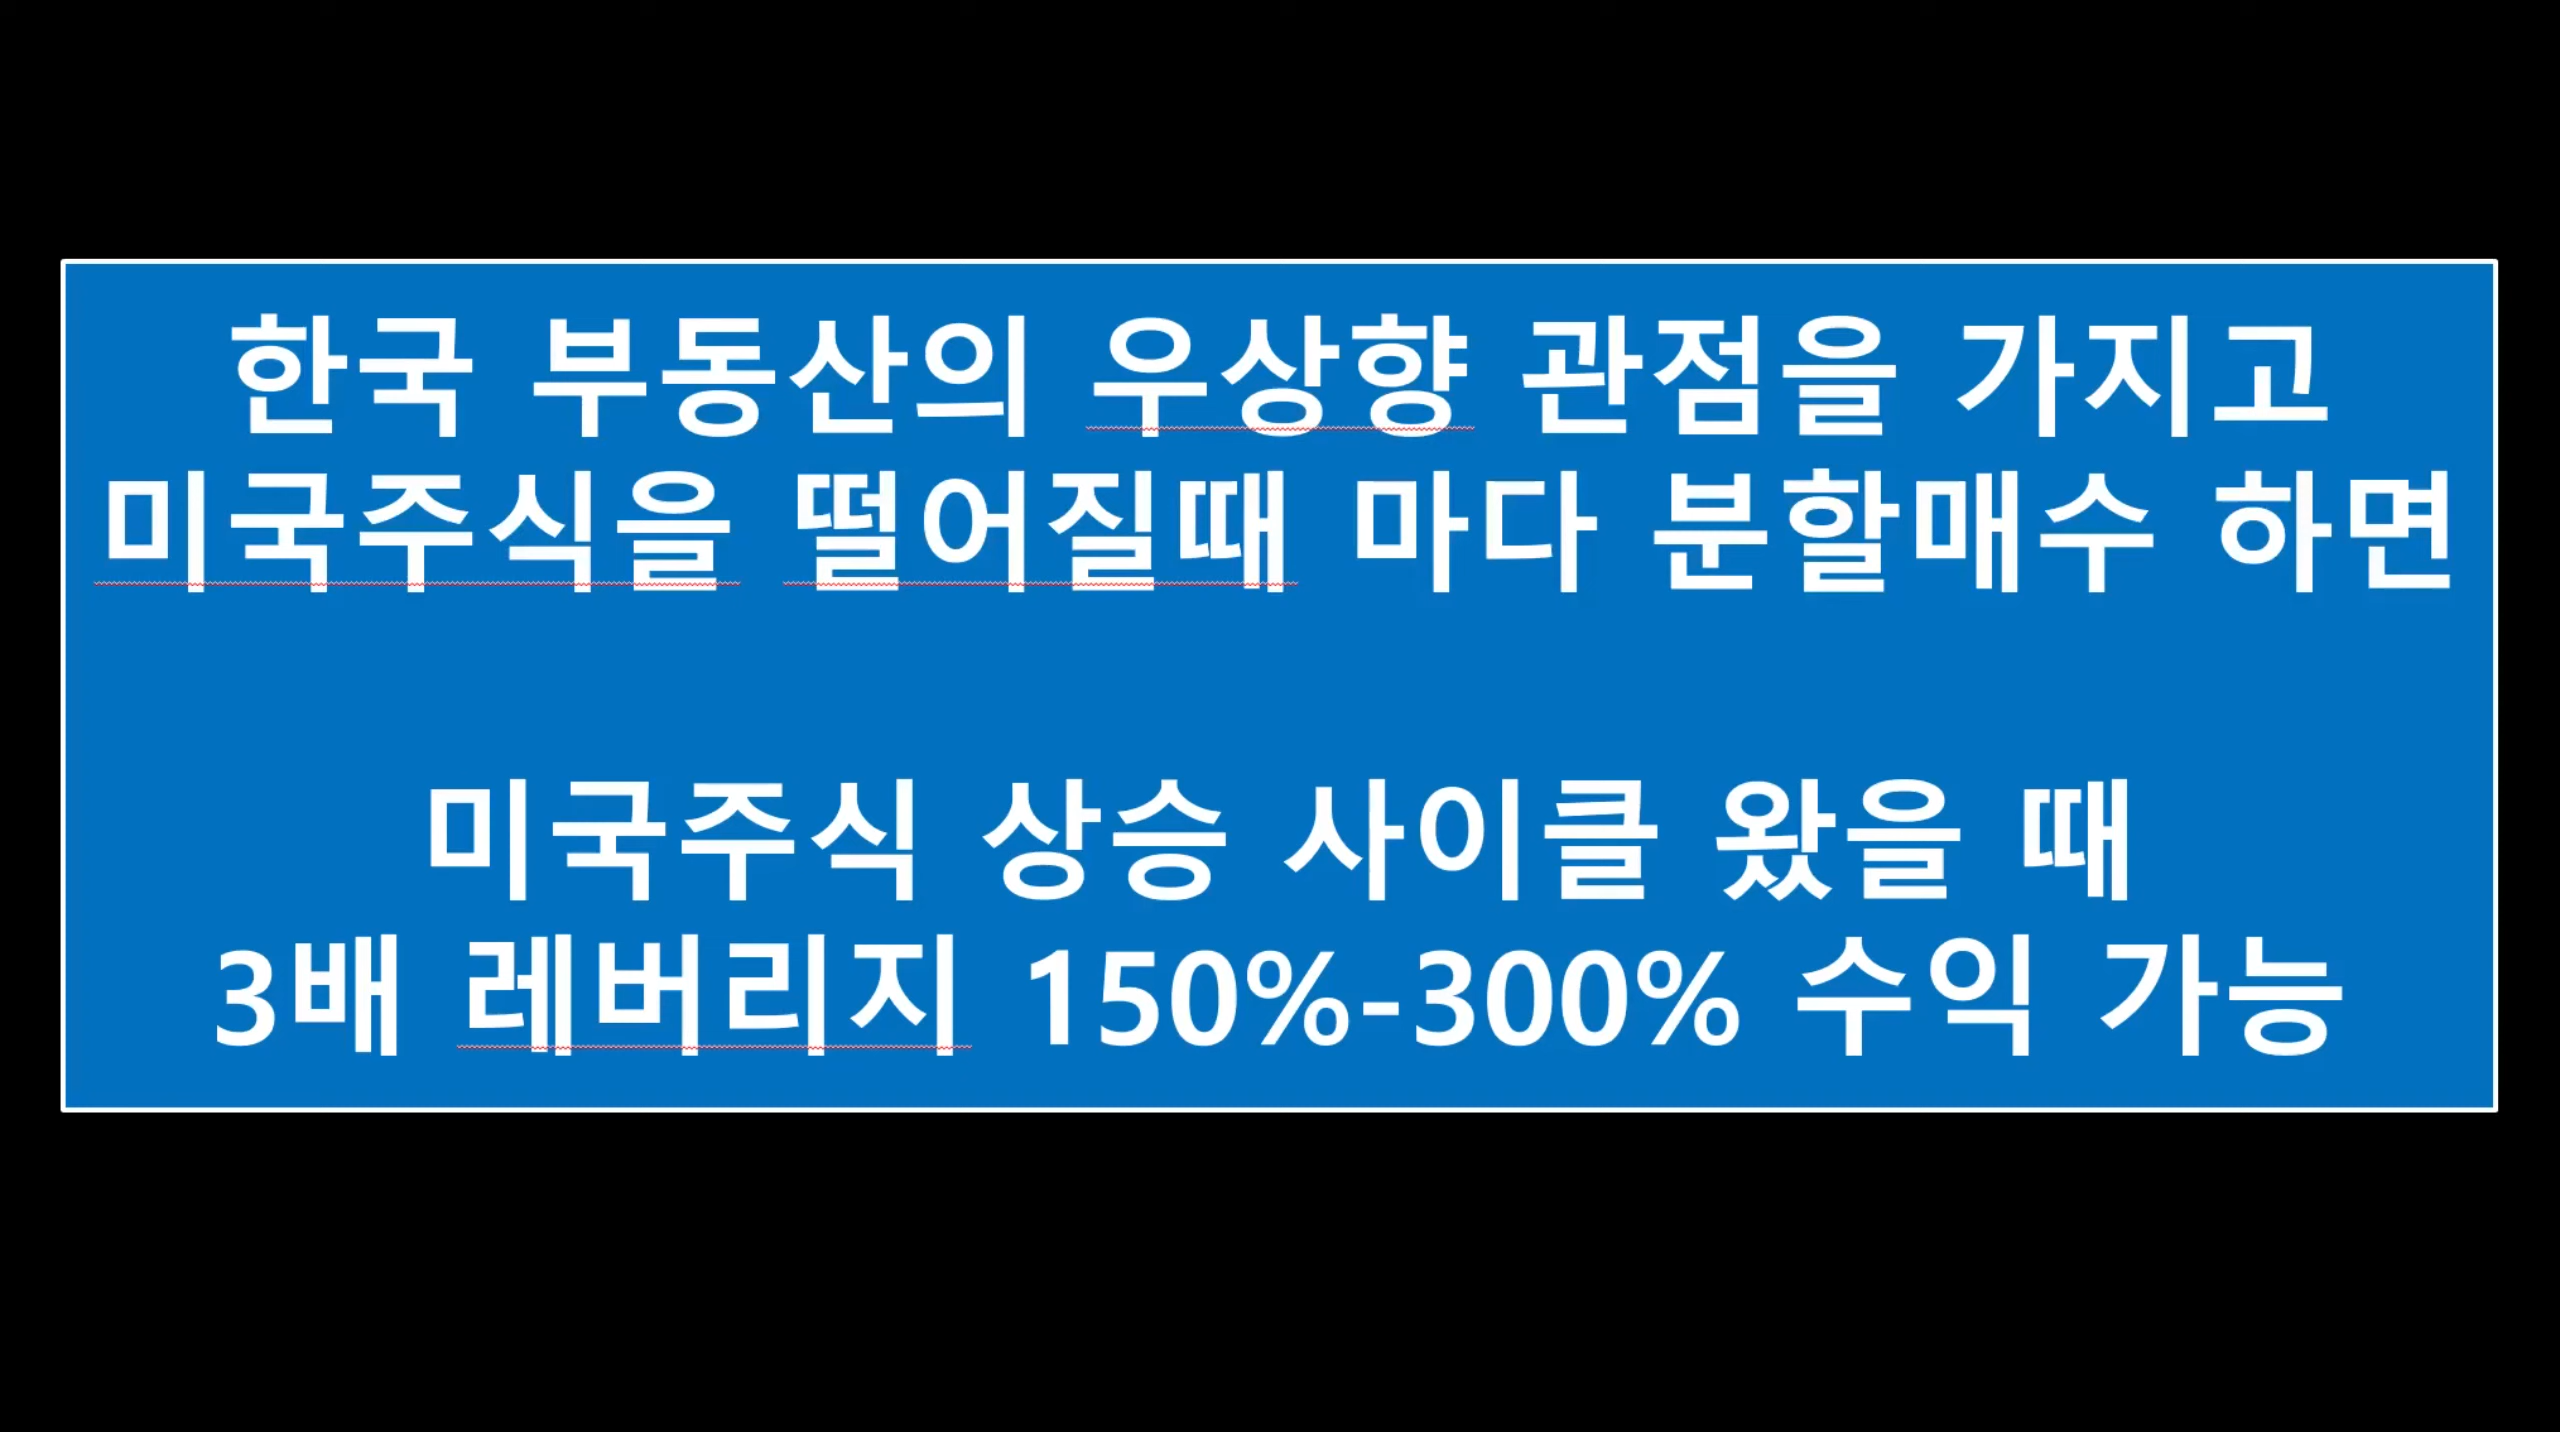 한국 부동산의 우상향 관점을 가지고
미국주식을 떨어질때 마다 분할매수 하면
미국주식 상승 사이클 왔을 때
3배 레버리지 150%-300% 수익 가능